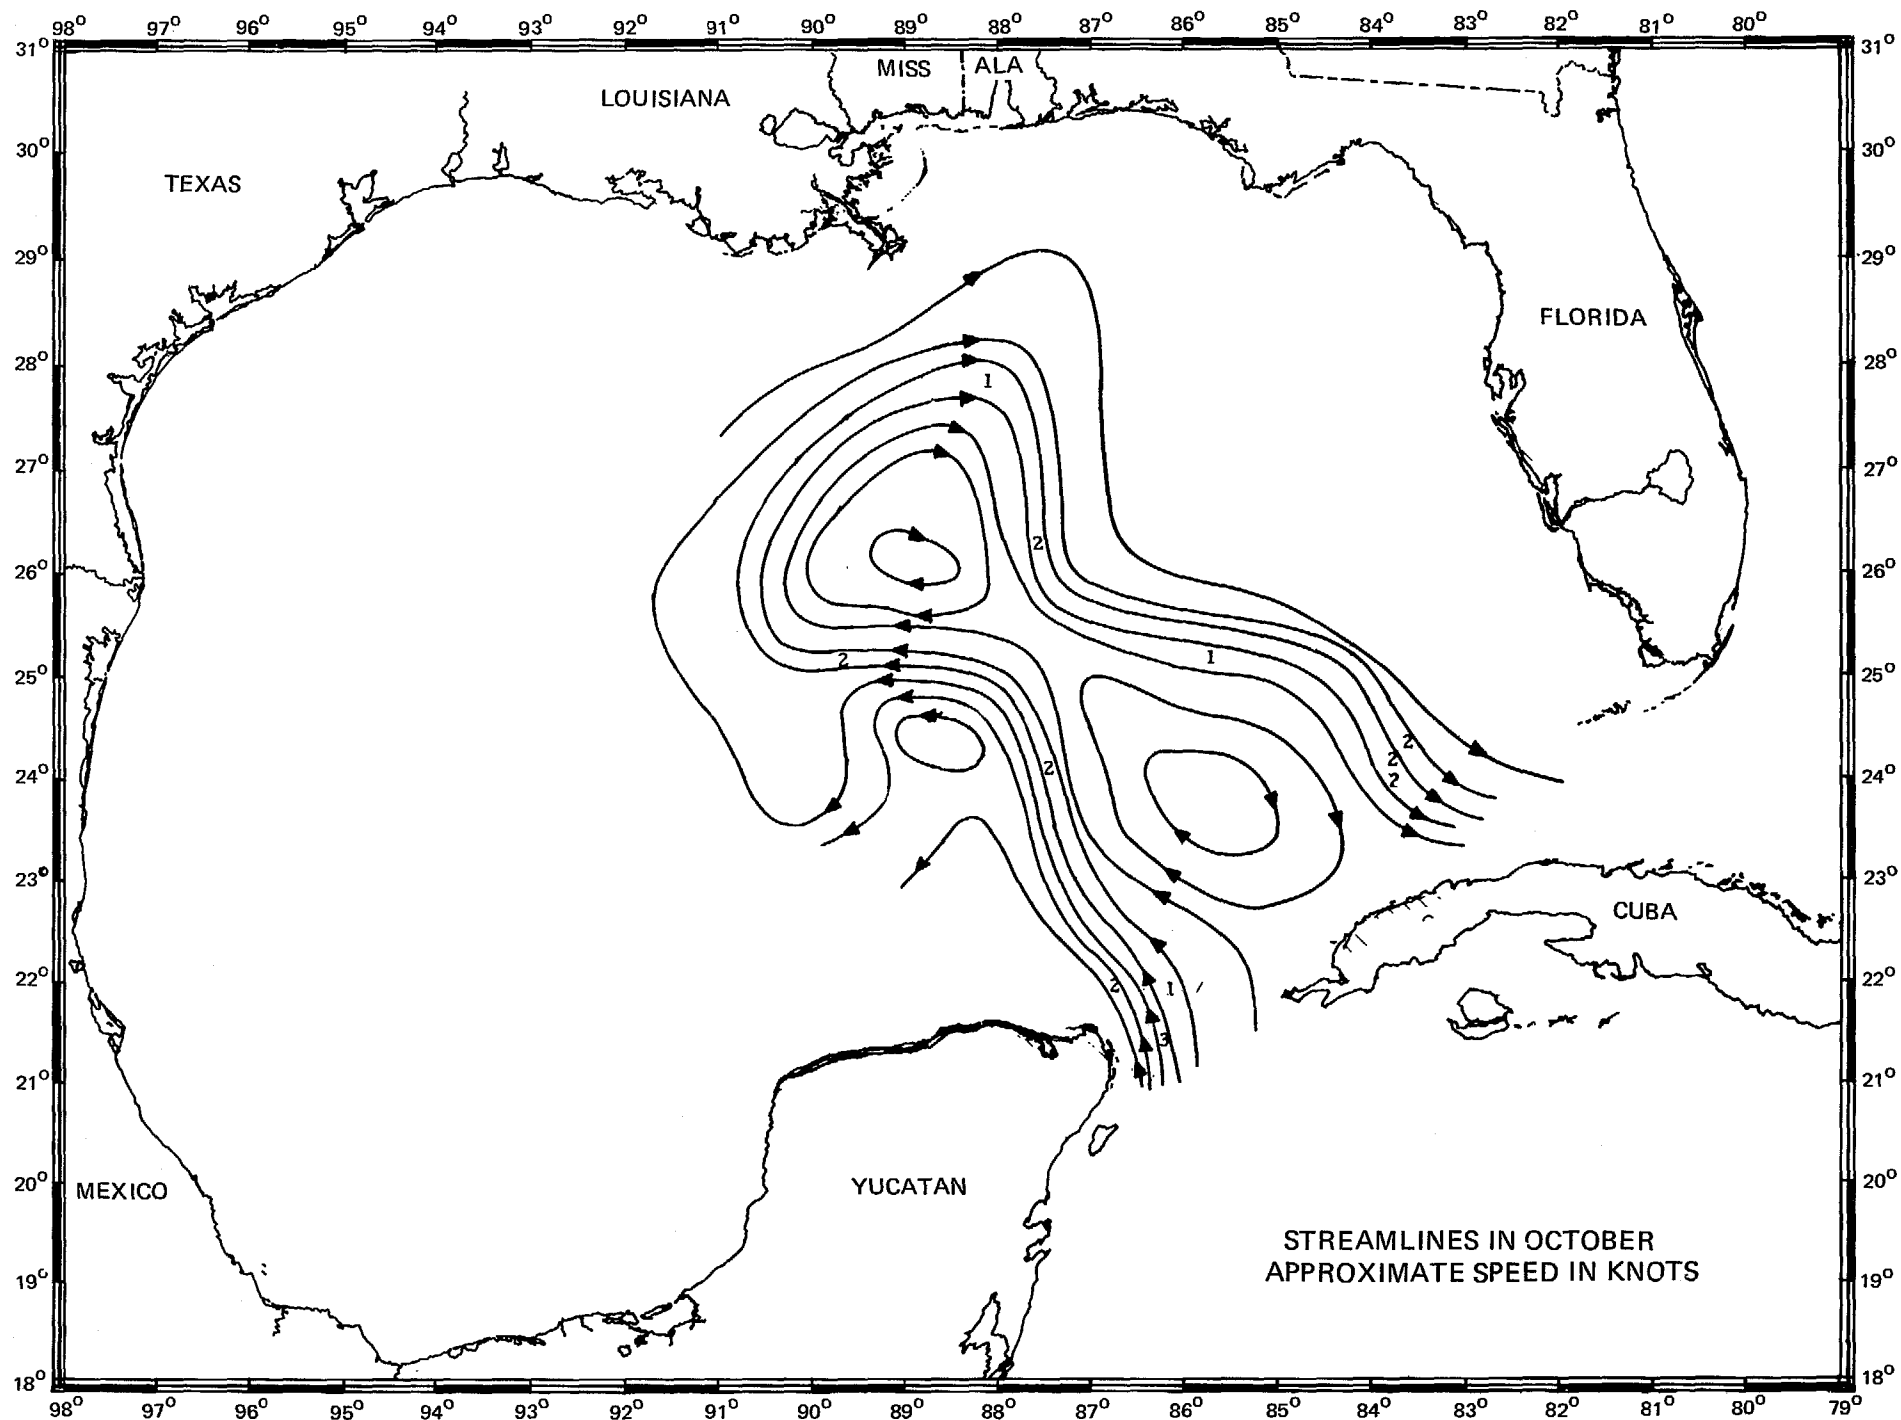 98° 97° 96° 95° 94° 93° 92° 91° 90° 89° 88° 87° 86° 85° 84° 83° 82° 81° 80°
31° 31°
MISS ALA
LOUISIANA
30° 30°
TEXAS
29° 29°
FLORIDA
28° 28°
1
27° 27°
2
26° 26°
2 1
25° 25°
2
2
2
24° 2 24°
23° 23°
CUBA
22° 2 1 22°
3
21° 21°
20° MEXICO YUCATAN 20°
STREAMLINES IN OCTOBER
19° APPROXIMATE SPEED IN KNOTS 19°
18° 18°
98° 97° 96° 95° 94° 93° 92° 91° 90° 89° 88° 87° 86° 85° 84° 83° 82° 81° 80° 79°